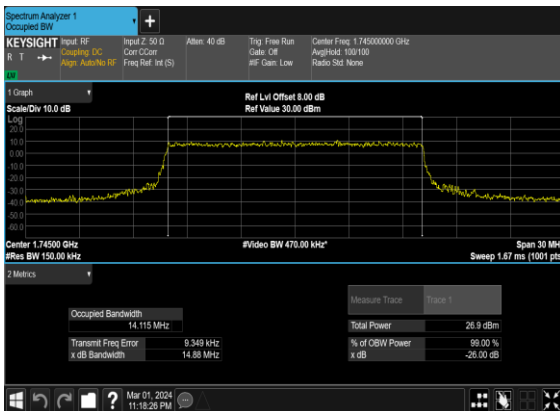 Spectrum Analyzer 1
Occupied BW
+
KEYSIGHT
R T
LV
Input: RF
Coupling: DC
Align: Auto/No RF
Input Z: 50 Ω
Corr CCorr
Freq Ref: Int (S)
Atten: 40 dB
Trig: Free Run
Gate: Off
#IF Gain: Low
Center Freq: 1.745000000 GHz
Avg|Hold: 100/100
Radio Std: None
1 Graph
Scale/Div 10.0 dB
Ref Lvl Offset 8.00 dB
Ref Value 30.00 dBm
Log
20.0
10.0
0.00
-10.0
-20.0
-30.0
-40.0
-50.0
-60.0
Center 1.74500 GHz
#Res BW 150.00 kHz
#Video BW 470.00 kHz*
Span 30 MH
Sweep 1.67 ms (1001 pts
2 Metrics
Measure Trace Trace 1
Occupied Bandwidth
14.115 MHz
Total Power 26.9 dBm
Transmit Freq Error 9.349 kHz
% of OBW Power 99.00 %
x dB Bandwidth 14.88 MHz
x dB -26.00 dB
?
Mar 01, 2024
11:18:26 PM